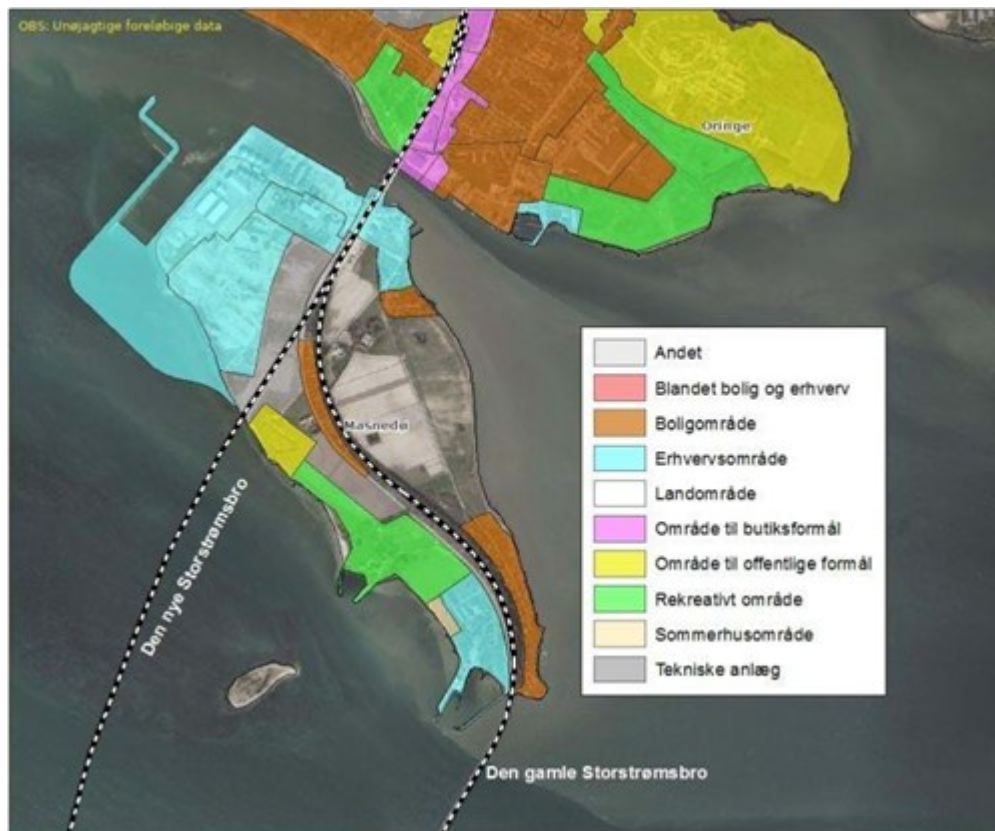 OBS: Unøjagtige foreløbige data
Oringe
Masnedø
Andet
Blandet bolig og erhverv
Boligområde
Erhvervsområde
Landområde
Område til butiksformål
Område til offentlige formål
Rekreativt område
Sommerhusområde
Tekniske anlæg
Den nye Storstrømsbro
Den gamle Storstrømsbro